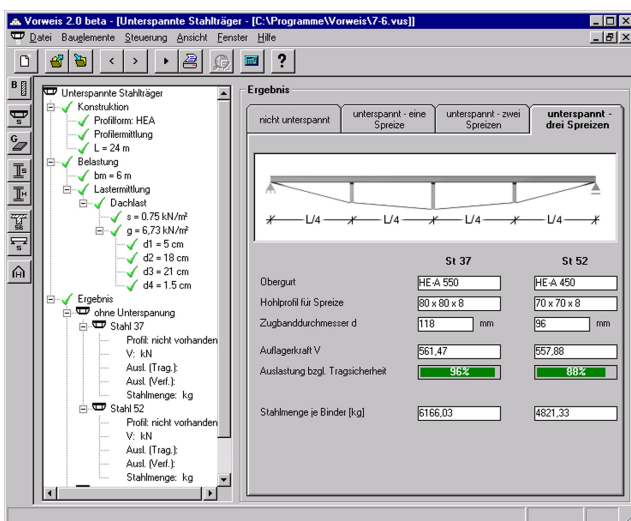 Vorweis 2.0 beta - [Unterspannte Stahlträger - [C:\Programme\Vorweis\7-6.vus]]
Datei Bauelemente Steuerung Ansicht Fenster Hilfe
< > ?
B
S
G
S
H
S6
S
Unterspannte Stahlträger
Konstruktion
Profilform: HEA
Profilermittlung
L = 24 m
Belastung
bm = 6 m
Lastermittlung
Dachlast
s = 0.75 kN/m²
g = 6,73 kN/m²
d1 = 5 cm
d2 = 18 cm
d3 = 21 cm
d4 = 1.5 cm
Ergebnis
ohne Unterspanung
Stahl 37
Profil: nicht vorhanden
V: kN
Ausl. (Trag.):
Ausl. (Verf.):
Stahlmenge: kg
Stahl 52
Profil: nicht vorhanden
V: kN
Ausl. (Trag.):
Ausl. (Verf.):
Stahlmenge: kg
Ergebnis
nicht unterspannt
unterspannt - eine Spreize
unterspannt - zwei Spreizen
unterspannt - drei Spreizen
L/4 L/4 L/4 L/4
St 37 St 52
Obergurt HE-A 550 HE-A 450
Hohlprofil für Spreize 80 x 80 x 8 70 x 70 x 8
Zugbanddurchmesser d 118 mm 96 mm
Auflagerkraft V 561,47 557,88
Auslastung bzgl. Tragsicherheit 96% 88%
Stahlmenge je Binder [kg] 6166,03 4821,33